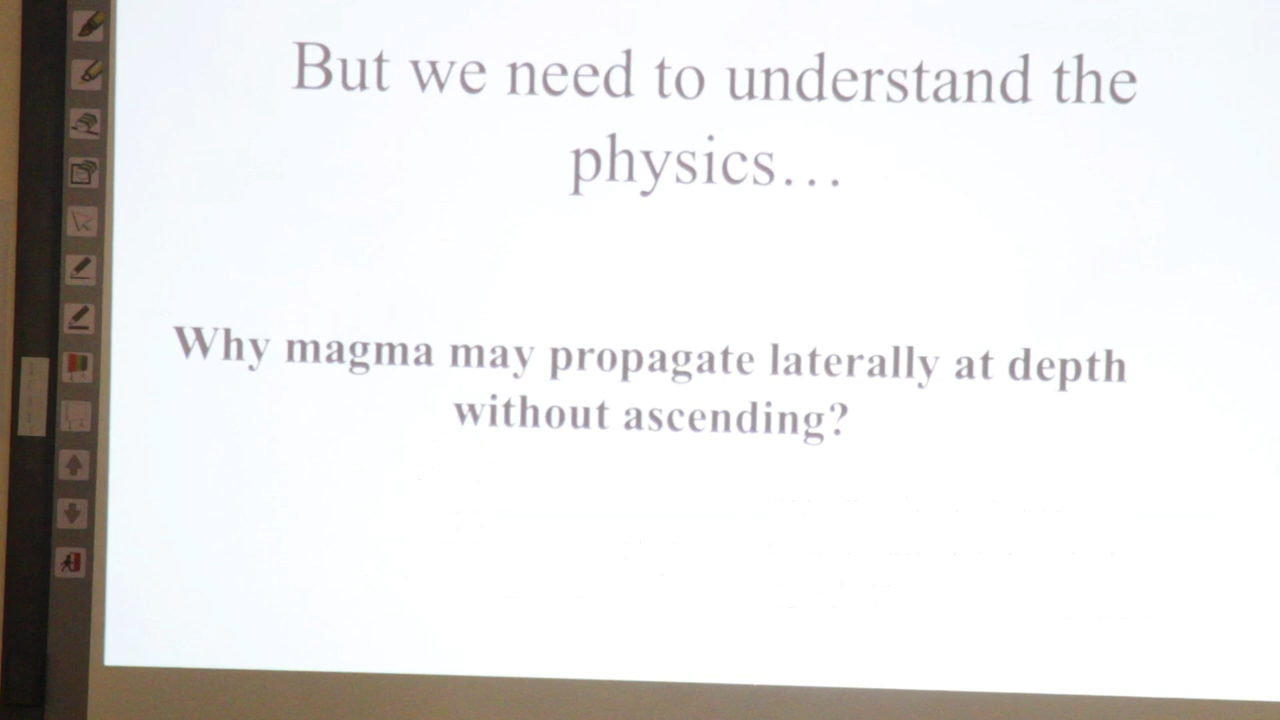 But we need to understand the
physics…
Why magma may propagate laterally at depth
without ascending?